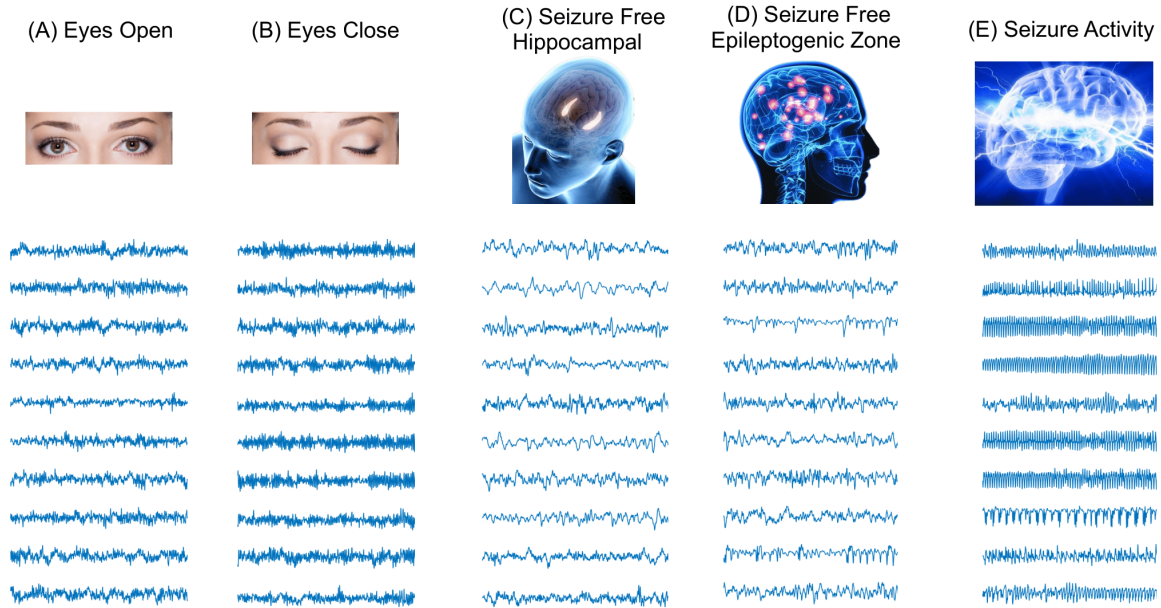 (A) Eyes Open
(B) Eyes Close
(C) Seizure Free
Hippocampal
(D) Seizure Free
Epileptogenic Zone
(E) Seizure Activity